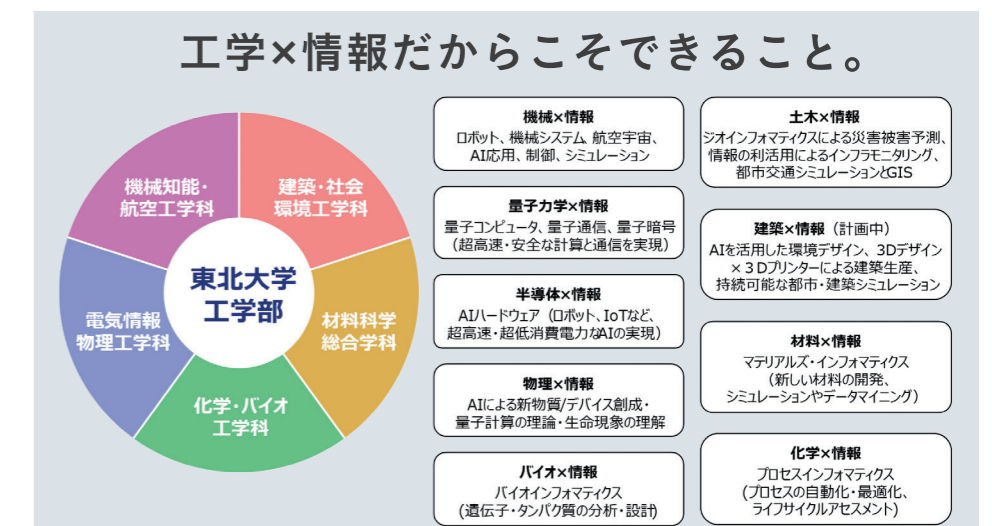 工学×情報だからこそできること。
機械知能・
航空工学科
建築・社会
環境工学科
東北大学
工学部
電気情報
物理工学科
材料科学
総合学科
化学・バイオ
工学科
機械×情報
ロボット、機械システム、航空宇宙、
AI応用、制御、シミュレーション
量子力学×情報
量子コンピュータ、量子通信、量子暗号
（超高速・安全な計算と通信を実現）
半導体×情報
AIハードウェア（ロボット、IoTなど、
超高速・超低消費電力なAIの実現）
物理×情報
AIによる新物質/デバイス創成・
量子計算の理論・生命現象の理解
バイオ×情報
バイオインフォマティクス
（遺伝子・タンパク質の分析・設計）
土木×情報
ジオインフォマティクスによる災害被害予測、
情報の利活用によるインフラモニタリング、
都市交通シミュレーションとGIS
建築×情報（計画中）
AIを活用した環境デザイン、3Dデザイン
×３Dプリンターによる建築生産、
持続可能な都市・建築シミュレーション
材料×情報
マテリアルズ・インフォマティクス
（新しい材料の開発、
シミュレーションやデータマイニング）
化学×情報
プロセスインフォマティクス
（プロセスの自動化・最適化、
ライフサイクルアセスメント）